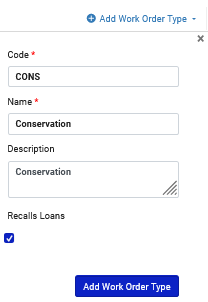 Add Work Order Type
×
Code *
CONS
Name *
Conservation
Description
Conservation
Recalls Loans
Add Work Order Type